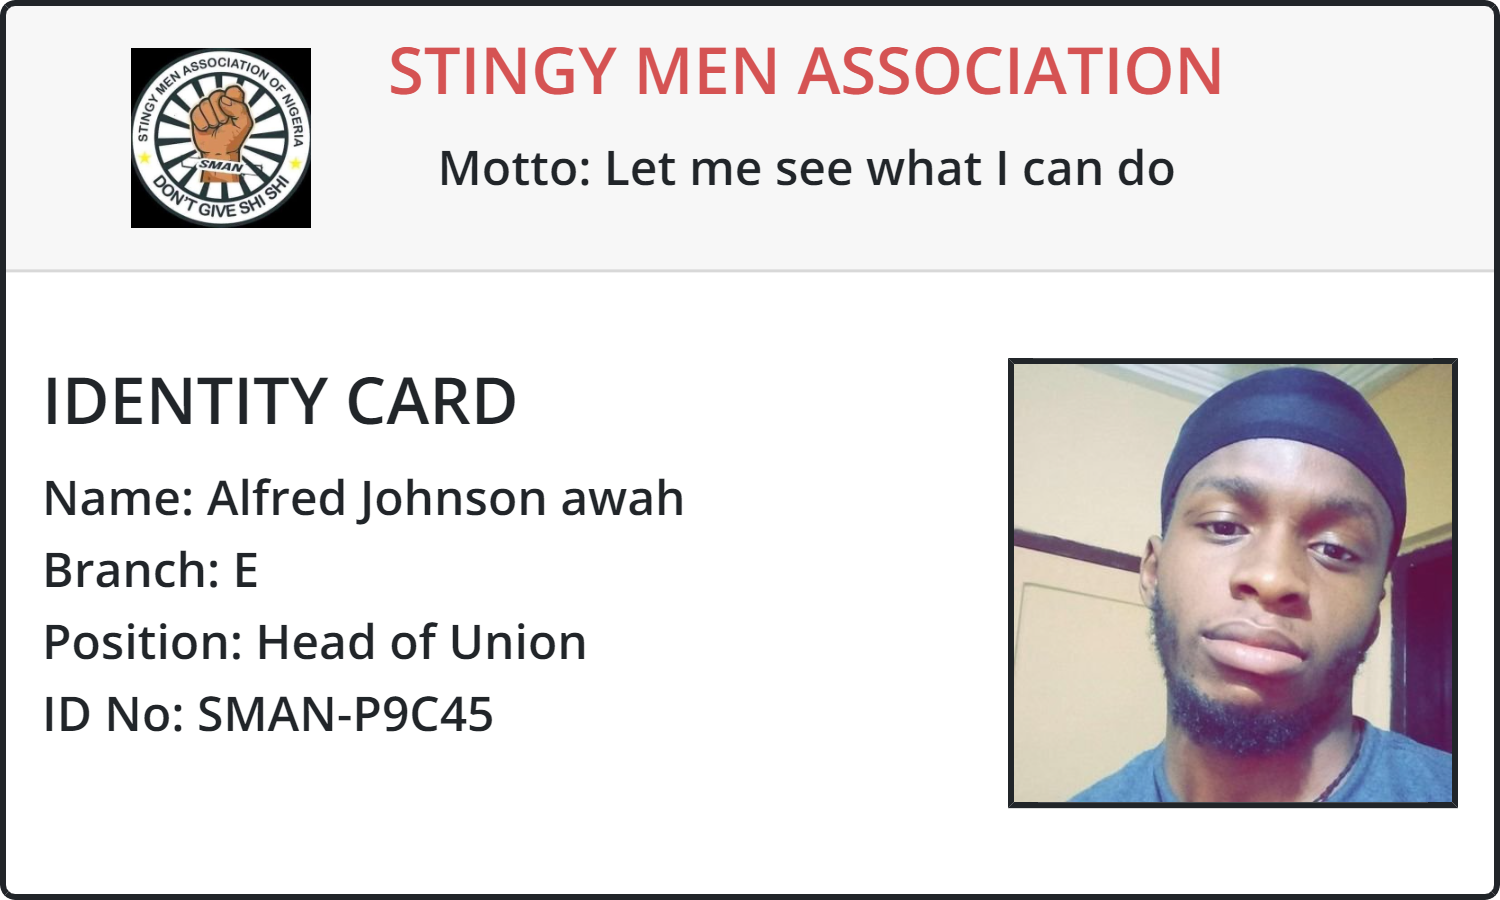 STINGY MEN ASSOCIATION OF NIGERIA
SMAN
DON'T GIVE SHI SHI
STINGY MEN ASSOCIATION
Motto: Let me see what I can do
IDENTITY CARD
Name: Alfred Johnson awah
Branch: E
Position: Head of Union
ID No: SMAN-P9C45